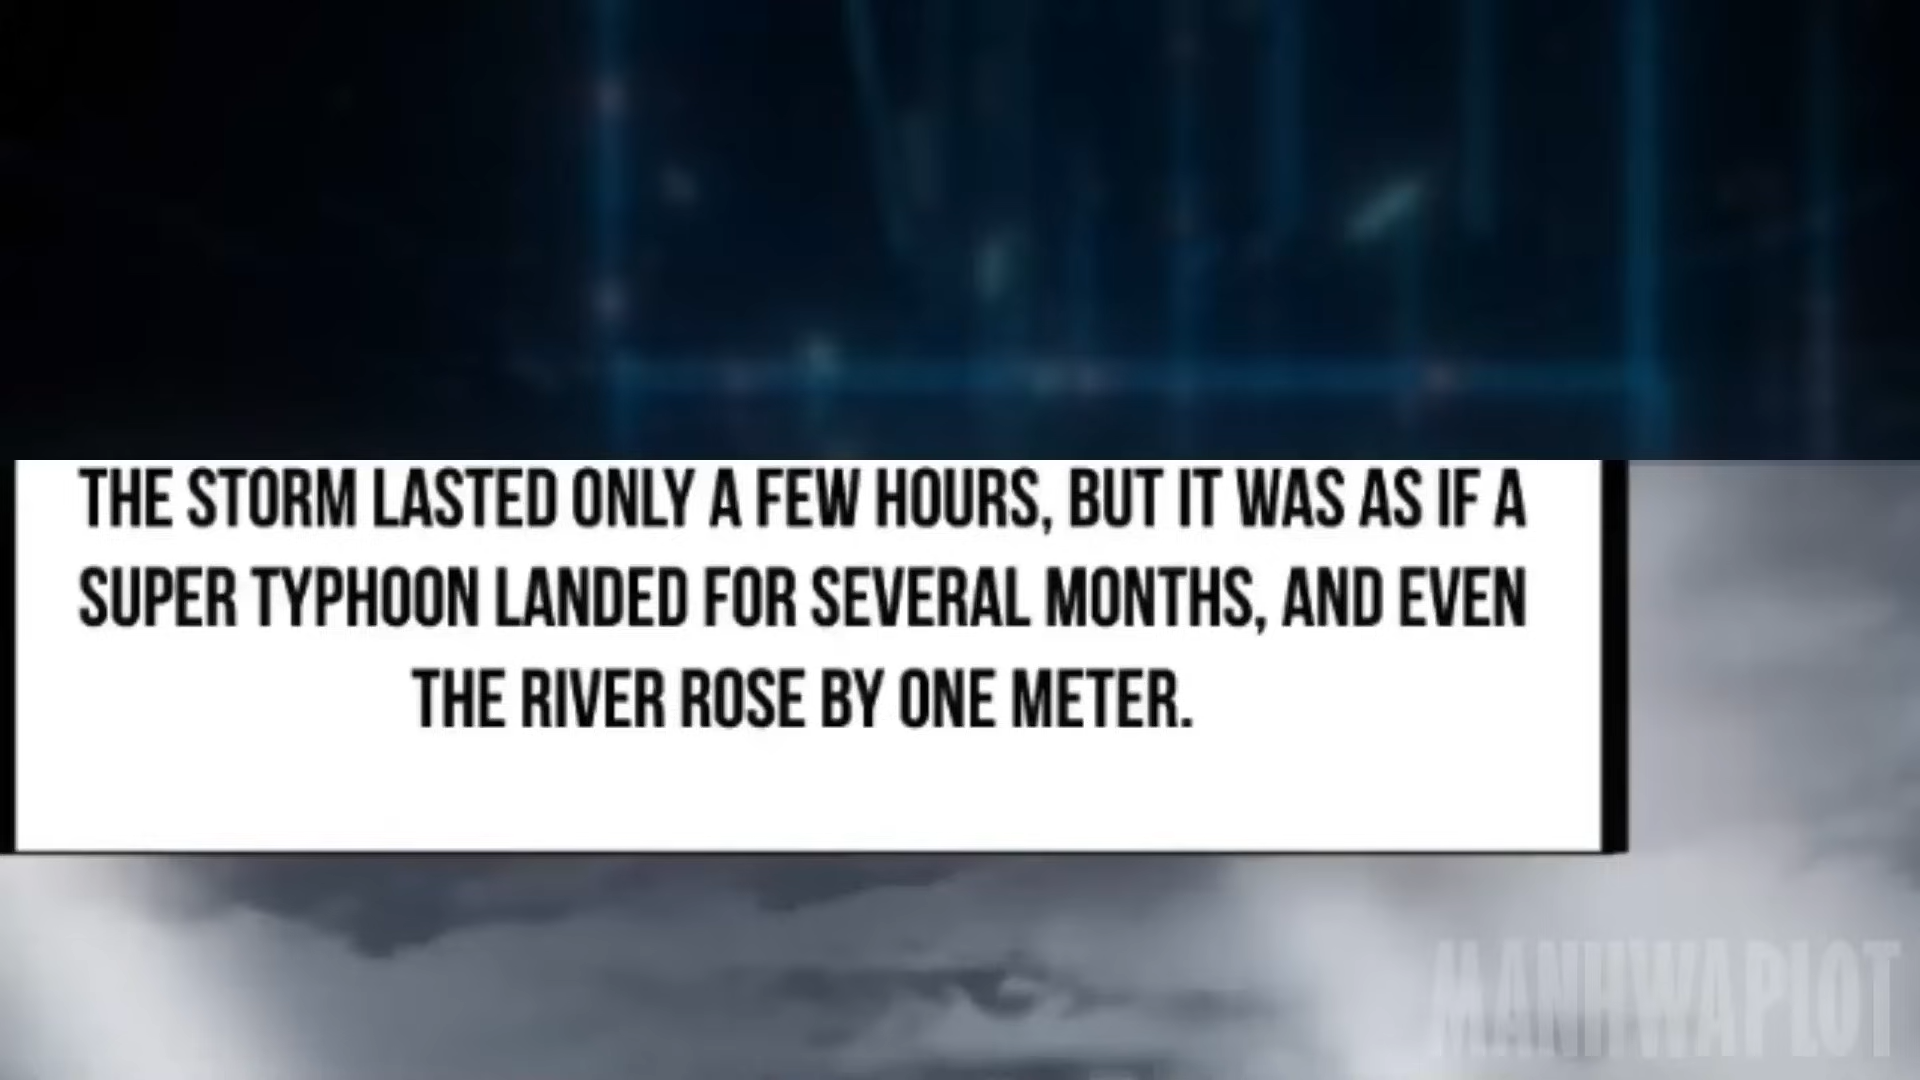 THE STORM LASTED ONLY A FEW HOURS, BUT IT WAS AS IF A
SUPER TYPHOON LANDED FOR SEVERAL MONTHS, AND EVEN
THE RIVER ROSE BY ONE METER.
MANHWAPLOT